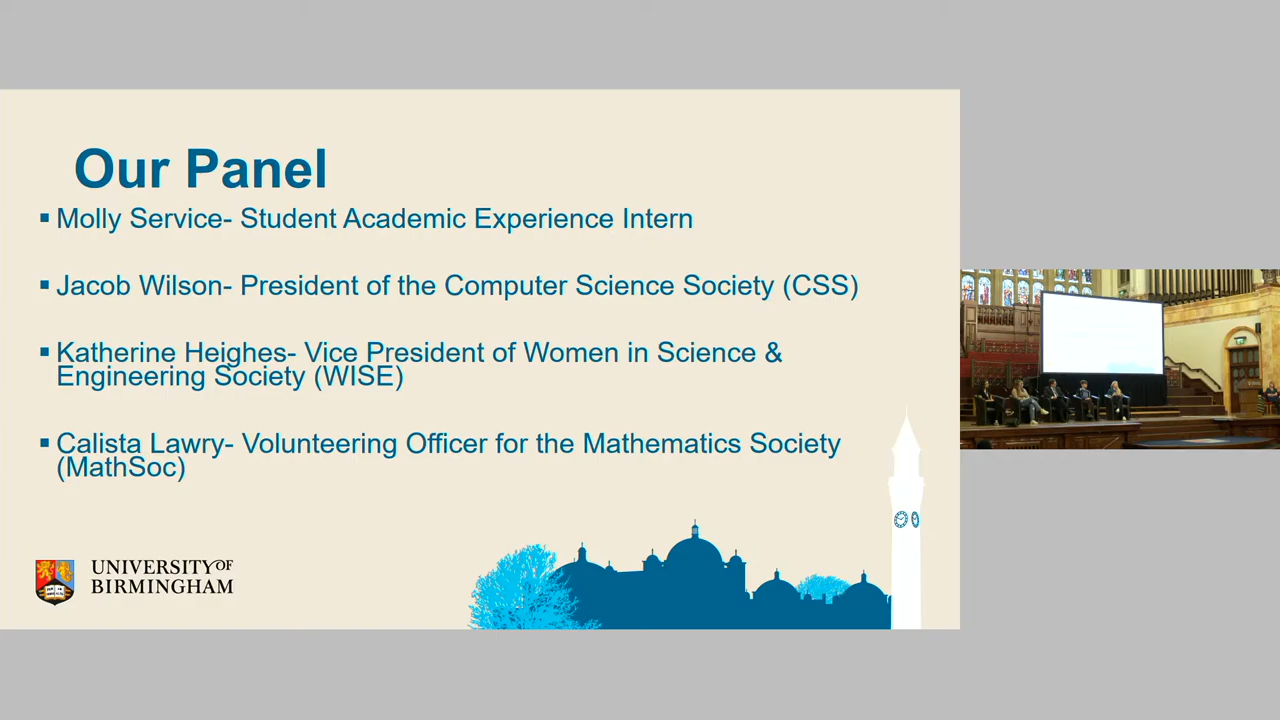 Our Panel
▪ Molly Service- Student Academic Experience Intern
▪ Jacob Wilson- President of the Computer Science Society (CSS)
▪ Katherine Heighes- Vice President of Women in Science &
Engineering Society (WISE)
▪ Calista Lawry- Volunteering Officer for the Mathematics Society
(MathSoc)
UNIVERSITY OF
BIRMINGHAM